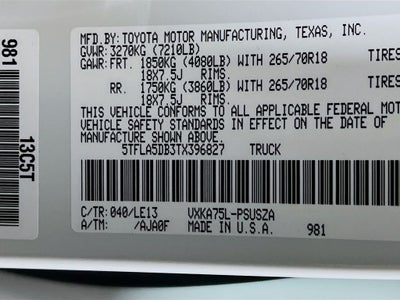 MFD.BY: TOYOTA MOTOR MANUFACTURING, TEXAS, INC.
GVWR: 3270KG (7210LB)
GAWR: FRT. 1850KG (4080LB) WITH 265/70R18 TIRES
18X7.5J RIMS.
RR. 1750KG (3860LB) WITH 265/70R18 TIRES
18X7.5J RIMS.
THIS VEHICLE CONFORMS TO ALL APPLICABLE FEDERAL MOT
VEHICLE SAFETY STANDARDS IN EFFECT ON THE DATE OF
MANUFACTURE SHOWN ABOVE.
5TFLA5DB3TX396827 TRUCK
C/TR: 040/LE13 VXKA75L-PSUSZA
A/TM: /AJA0F MADE IN U.S.A. 981
981
13C5T